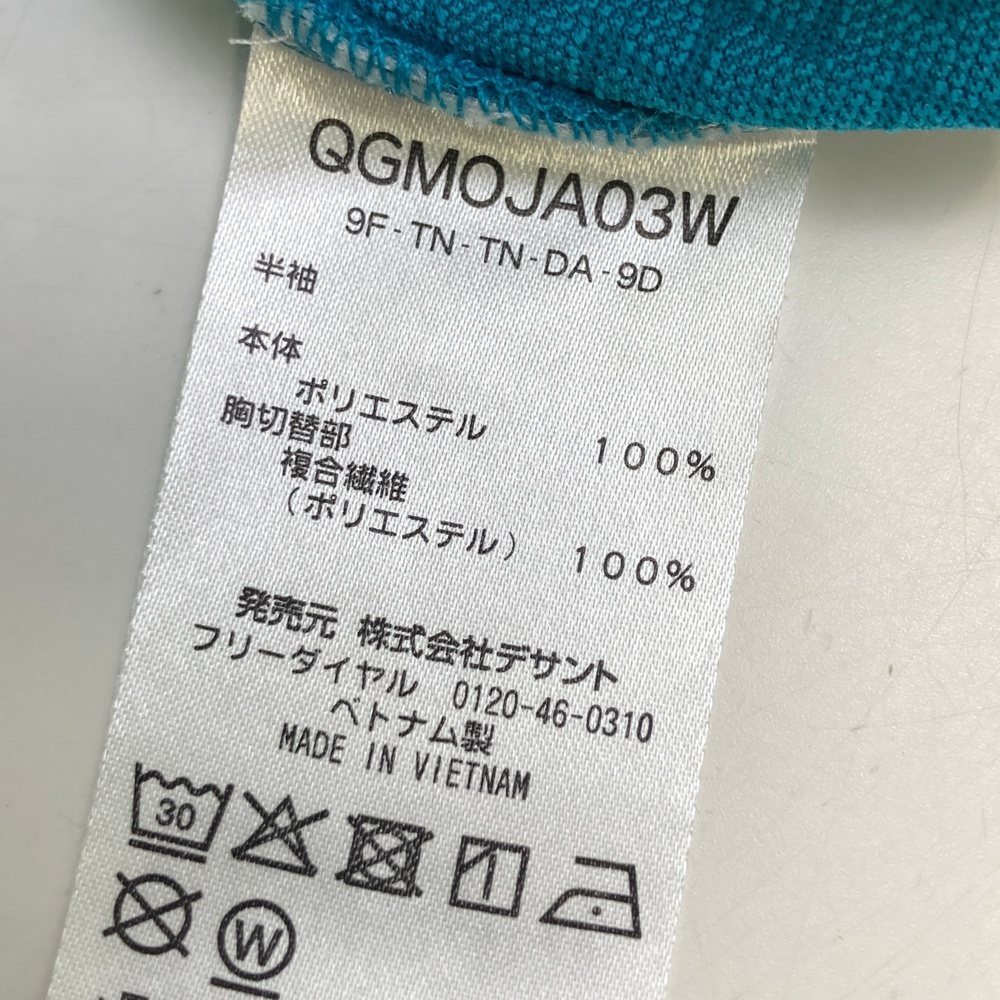 QGMOJA03W
9F-TN-TN-DA-9D
半袖
本体
ポリエステル 100%
胸切替部
複合繊維
(ポリエステル) 100%
発売元 株式会社デサント
フリーダイヤル 0120-46-0310
ベトナム製
MADE IN VIETNAM
30
W